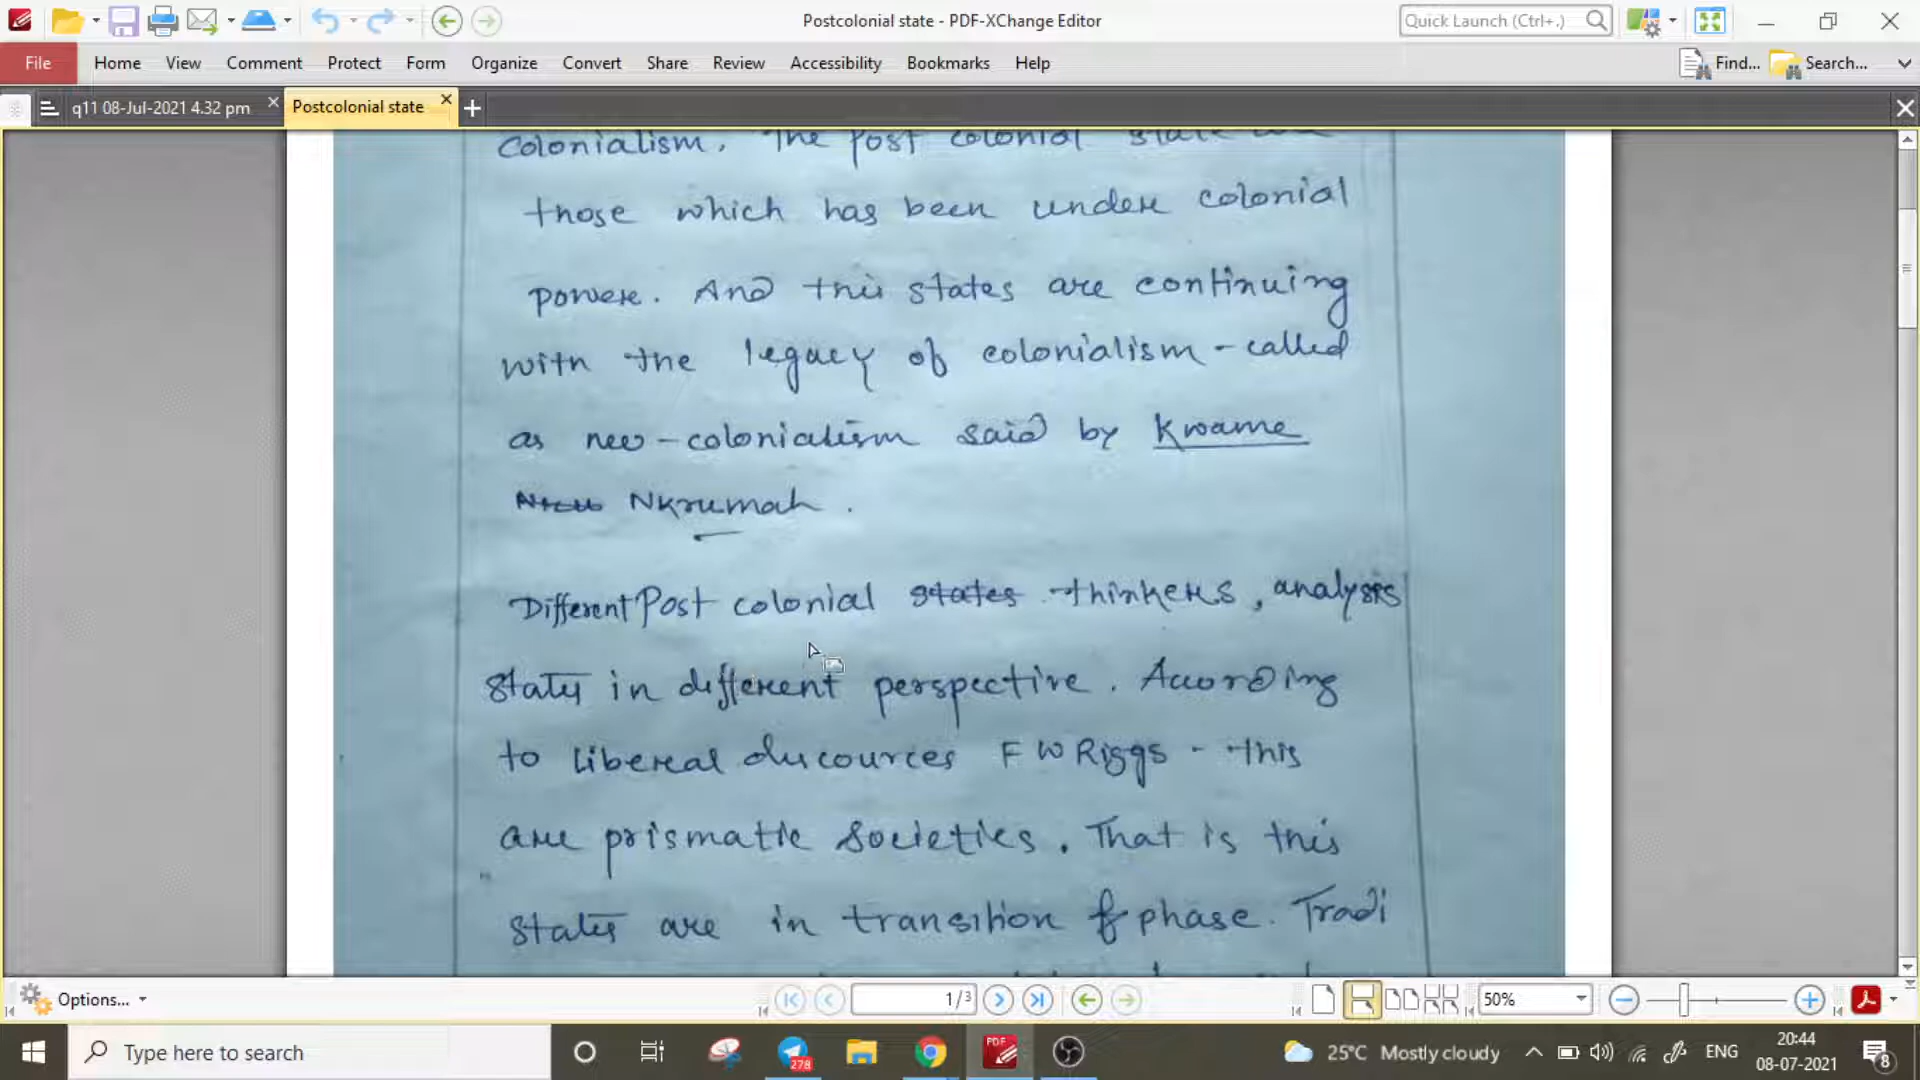 Postcolonial state - PDF-XChange Editor
Quick Launch (Ctrl+.)
File Home View Comment Protect Form Organize Convert Share Review Accessibility Bookmarks Help Find... Search...
q11 08-Jul-2021 4.32 pm Postcolonial state
colonialism. The post colonial state
those which has been under colonial
power. And this states are continuing
with the legacy of colonialism - called
as neo-colonialism said by Kwame
Nkrumah.
Different Post colonial states thinkers, analysis
states in different perspective. According
to liberal discources F W Riggs - this
are prismatic societies. That is this
states are in transition phase. Tradi
Options... 1/3 50%
Type here to search
278
PDF
25°C Mostly cloudy
ENG
20:44
08-07-2021
8